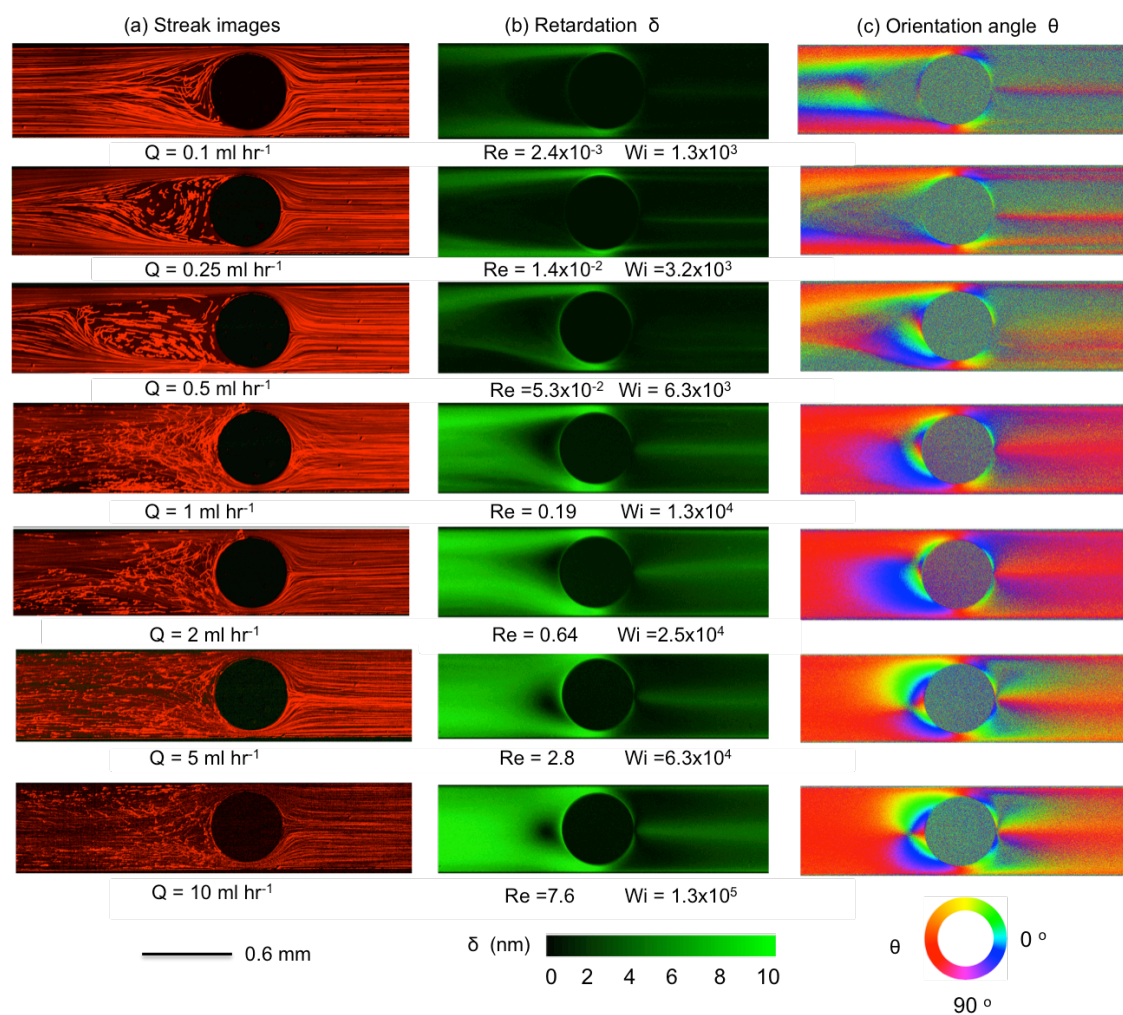 (a) Streak images (b) Retardation δ (c) Orientation angle θ
Q = 0.1 ml hr⁻¹ Re = 2.4x10⁻³ Wi = 1.3x10³
Q = 0.25 ml hr⁻¹ Re = 1.4x10⁻² Wi =3.2x10³
Q = 0.5 ml hr⁻¹ Re =5.3x10⁻² Wi = 6.3x10³
Q = 1 ml hr⁻¹ Re = 0.19 Wi = 1.3x10⁴
Q = 2 ml hr⁻¹ Re = 0.64 Wi =2.5x10⁴
Q = 5 ml hr⁻¹ Re = 2.8 Wi =6.3x10⁴
Q = 10 ml hr⁻¹ Re =7.6 Wi = 1.3x10⁵
0.6 mm δ (nm) θ 0 °
0 2 4 6 8 10
90 °